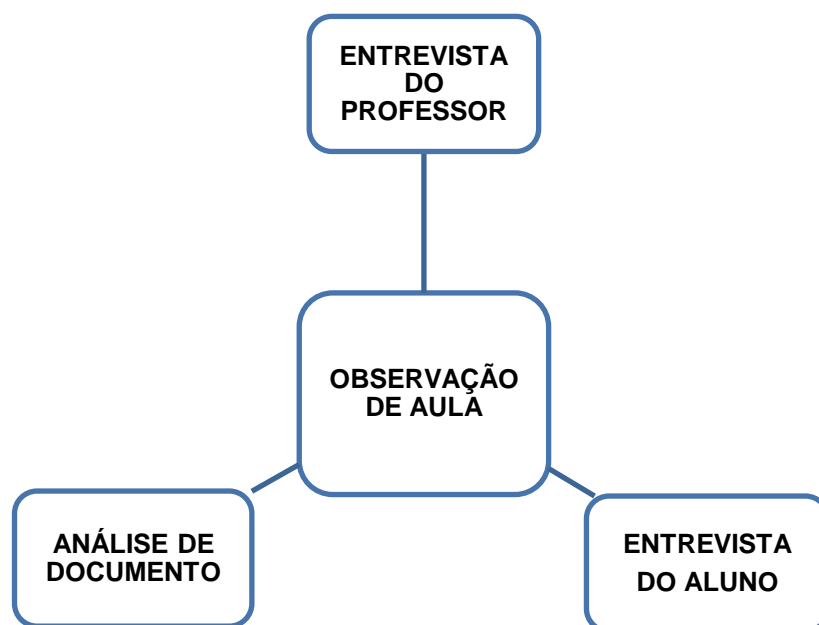 ENTREVISTA
DO
PROFESSOR
OBSERVAÇÃO
DE AULA
ANÁLISE DE
DOCUMENTO
ENTREVISTA
DO ALUNO